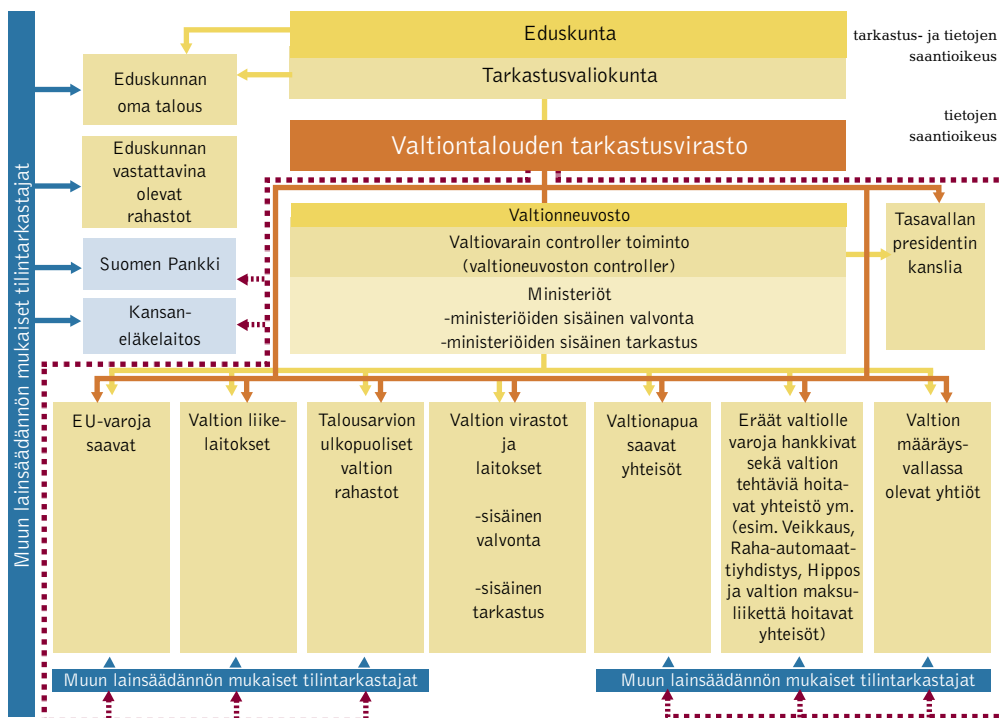 Eduskunta
Tarkastusvaliokunta
tarkastus- ja tietojen
saantioikeus
tietojen
saantioikeus
Eduskunnan
oma talous
Valtiontalouden tarkastusvirasto
Eduskunnan
vastattavina
olevat
rahastot
Suomen Pankki
Kansan-
eläkelaitos
Muun lainsäädännön mukaiset tilintarkastajat
Valtionneuvosto
Valtiovarain controller toiminto
(valtioneuvoston controller)
Ministeriöt
-ministeriöiden sisäinen valvonta
-ministeriöiden sisäinen tarkastus
Tasavallan
presidentin
kanslia
EU-varoja
saavat
Valtion liike-
laitokset
Talousarvion
ulkopuoliset
valtion
rahastot
Valtion virastot
ja
laitokset
-sisäinen
valvonta
-sisäinen
tarkastus
Valtionapua
saavat
yhteisöt
Eräät valtiolle
varoja hankkivat
sekä valtion
tehtäviä hoita-
vat yhteistö ym.
(esim. Veikkaus,
Raha-automaat-
tiyhdistys, Hippos
ja valtion maksu-
liikettä hoitavat
yhteisöt)
Valtion
määräys-
vallassa
olevat yhtiöt
Muun lainsäädännön mukaiset tilintarkastajat
Muun lainsäädännön mukaiset tilintarkastajat